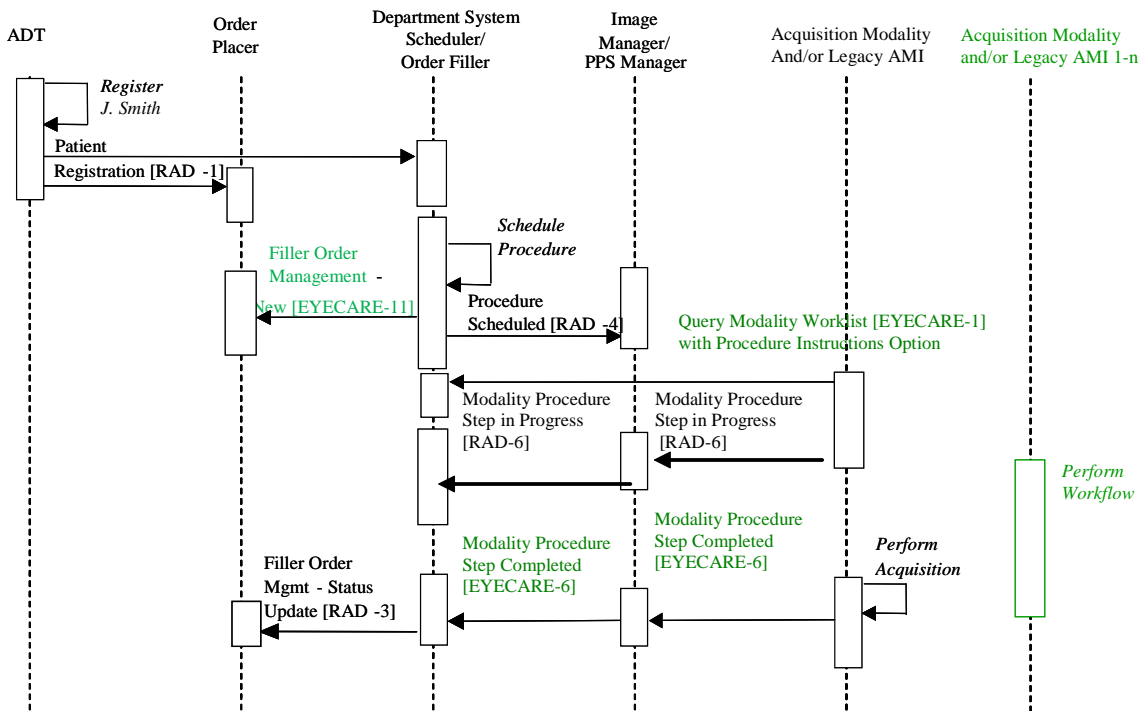 ADT
Order
Placer
Department System
Scheduler/
Order Filler
Image
Manager/
PPS Manager
Acquisition Modality
And/or Legacy AMI
Acquisition Modality
and/or Legacy AMI 1-n
Register
J. Smith
Patient
Registration [RAD -1]
Schedule
Procedure
Filler Order
Management -
New [EYECARE-11]
Procedure
Scheduled [RAD -4]
Query Modality Worklist [EYECARE-1]
with Procedure Instructions Option
Modality Procedure
Step in Progress
[RAD-6]
Modality Procedure
Step in Progress
[RAD-6]
Perform
Workflow
Modality Procedure
Step Completed
[EYECARE-6]
Modality Procedure
Step Completed
[EYECARE-6]
Perform
Acquisition
Filler Order
Mgmt - Status
Update [RAD -3]